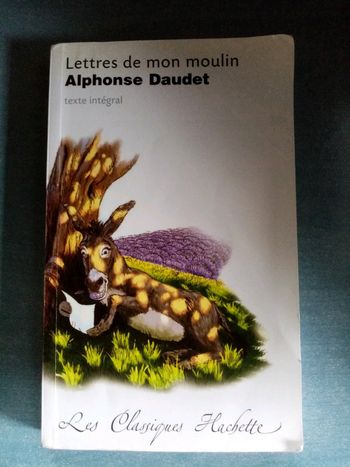 Lettres de mon moulin
Alphonse Daudet
texte intégral
Les Classiques Hachette